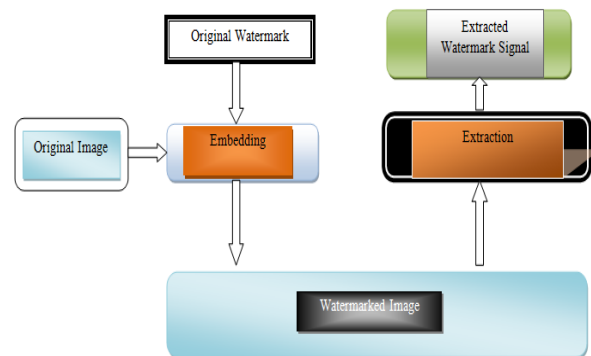 Original Watermark
Extracted
Watermark Signal
Original Image
Embedding
Extraction
Watermarked Image